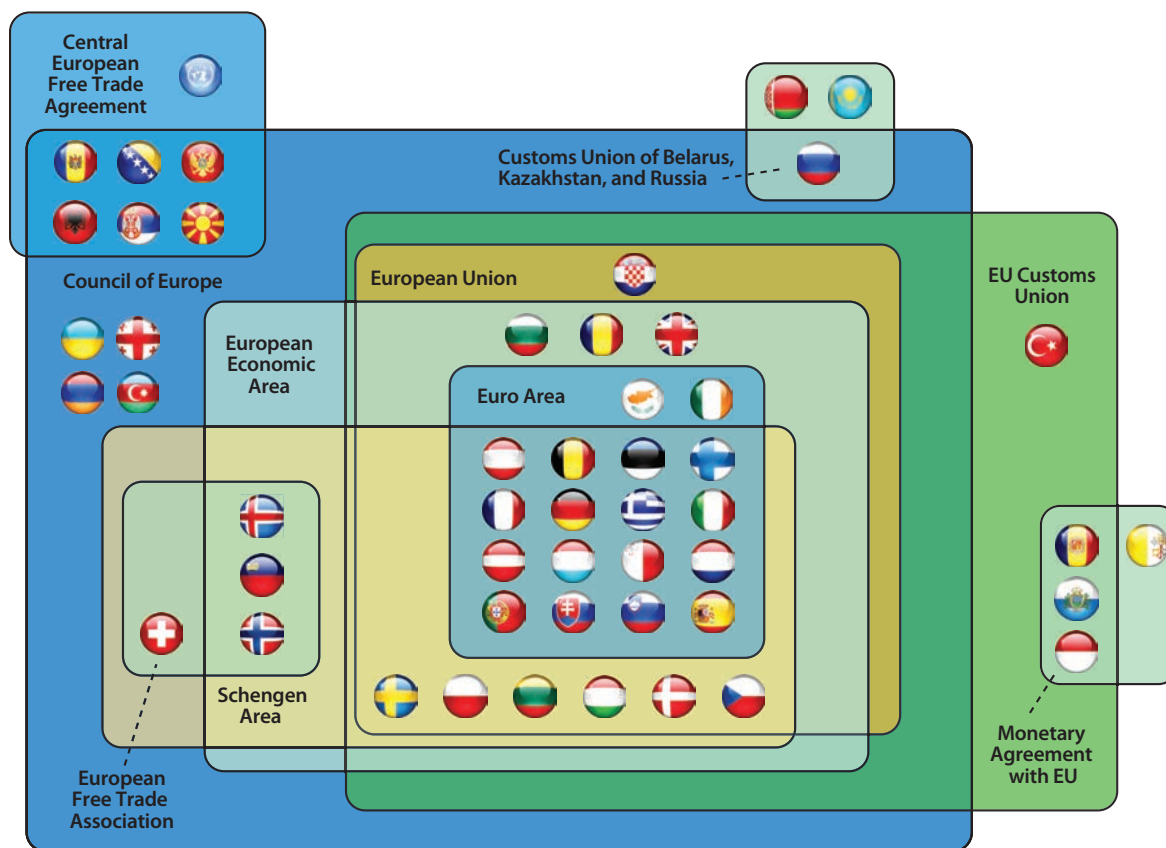 Central
European
Free Trade
Agreement
Customs Union of Belarus,
Kazakhstan, and Russia
Council of Europe
European Union
EU Customs
Union
European
Economic
Area
Euro Area
Schengen
Area
European
Free Trade
Association
Monetary
Agreement
with EU